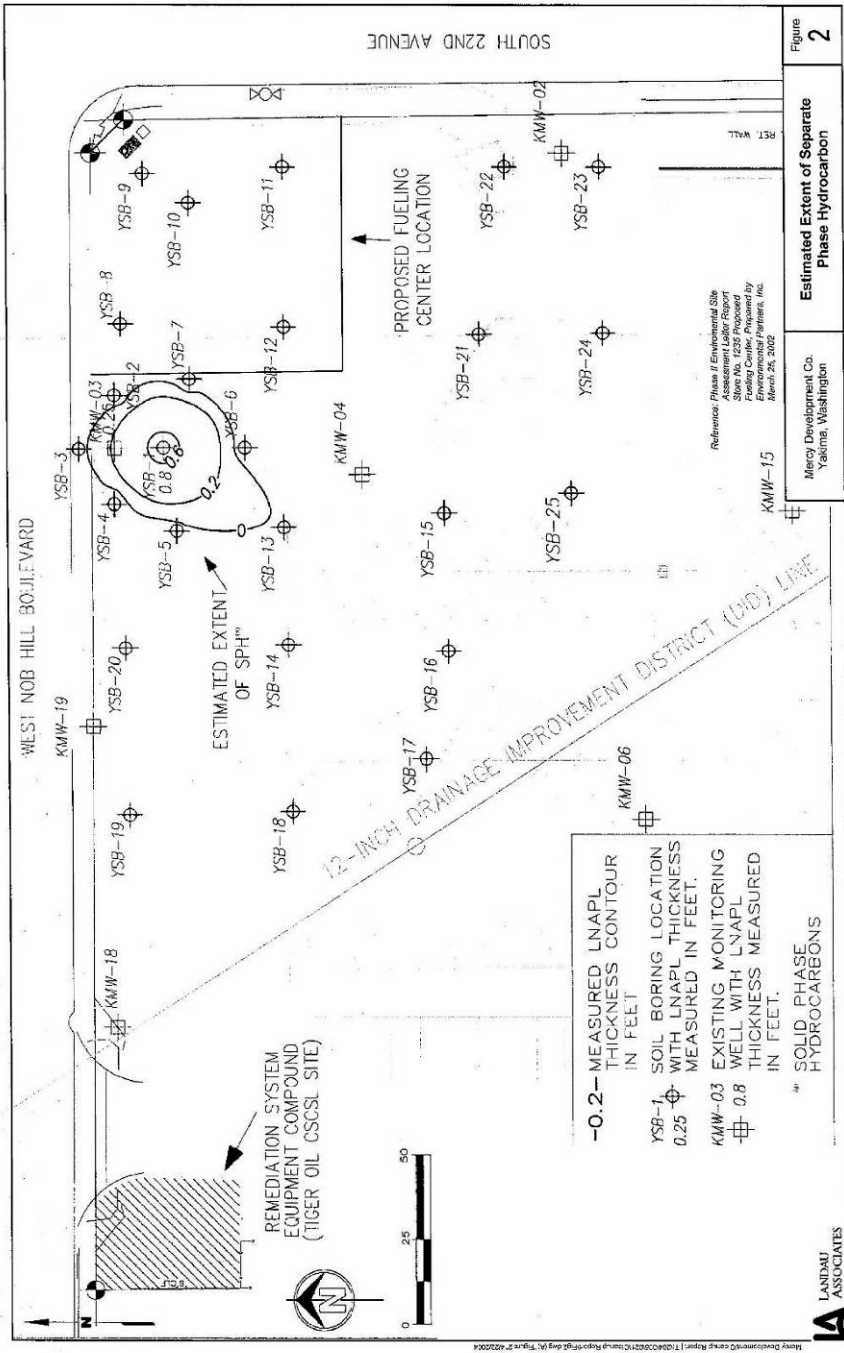 SOUTH 22ND AVENUE
WEST NOB HILL BOULEVARD
YSB-3
KMW-03
0.25
YSB-2
YSB-8
YSB-9
YSB-10
YSB-11
YSB-7
YSB-12
YSB-1
0.8
0.6
0.2
0
YSB-6
YSB-4
YSB-5
YSB-13
KMW-04
KMW-19
YSB-20
YSB-14
YSB-19
YSB-18
KMW-18
ESTIMATED EXTENT
OF SPH
PROPOSED FUELING
CENTER LOCATION
YSB-15
YSB-16
YSB-17
YSB-21
YSB-22
KMW-02
YSB-23
YSB-24
YSB-25
KMW-06
KMW-15
RET. WALL
12-INCH DRAINAGE IMPROVEMENT DISTRICT (DID) LINE
REMEDIATION SYSTEM
EQUIPMENT COMPOUND
(TIGER OIL CSCSL SITE)
N
N
0 25 50
-0.2- MEASURED LNAPL
THICKNESS CONTOUR
IN FEET
YSB-1 SOIL BORING LOCATION
0.25 WITH LNAPL THICKNESS
MEASURED IN FEET.
KMW-03 EXISTING MONITORING
0.8 WELL WITH LNAPL
THICKNESS MEASURED
IN FEET.
SOLID PHASE
HYDROCARBONS
Reference: Phase II Environmental Site
Assessment Letter Report
Store No. 1235 Proposed
Fueling Center, Prepared by
Environmental Partners, Inc.
March 25, 2002
Mercy Development Co.
Yakima, Washington
Estimated Extent of Separate
Phase Hydrocarbon
Figure
2
LANDAU
ASSOCIATES